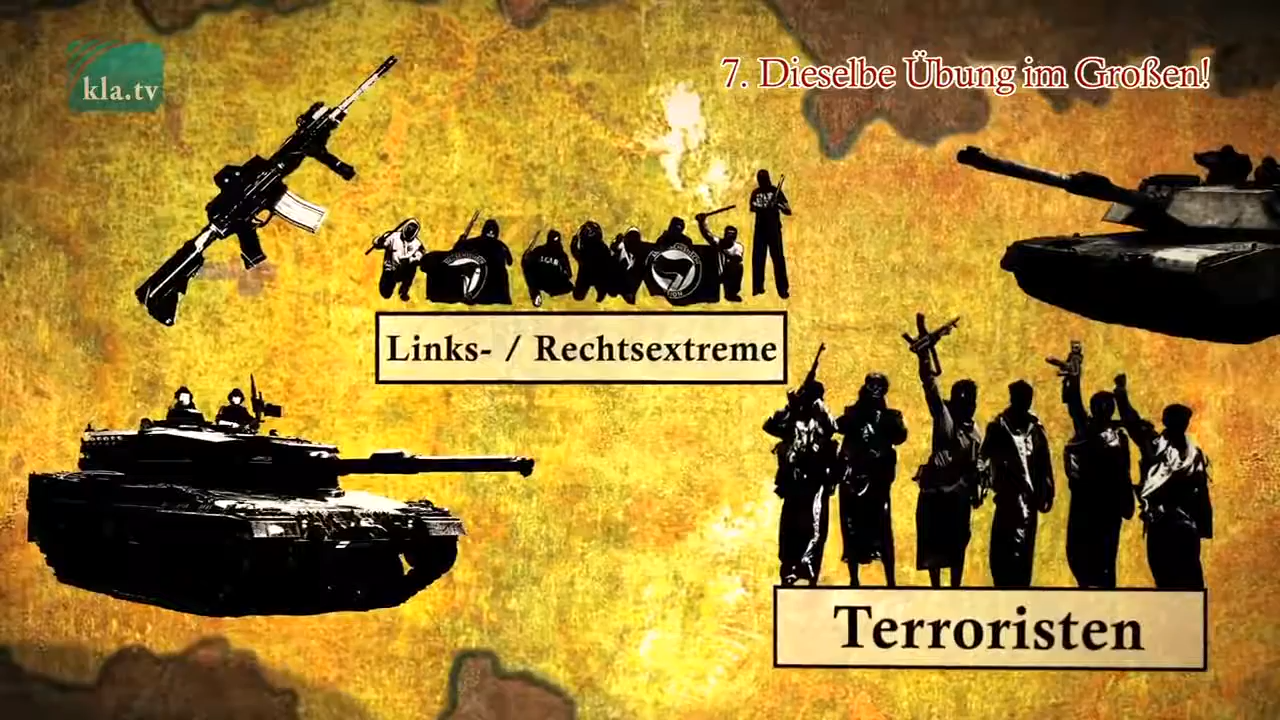 kla.tv
7. Dieselbe Übung im Großen!
Links- / Rechtsextreme
Terroristen